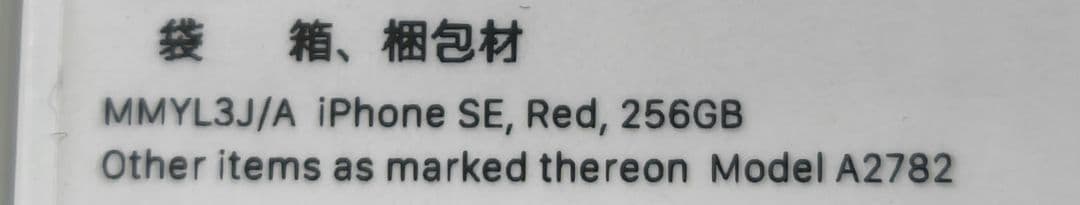 袋 箱、梱包材
MMYL3J/A iPhone SE, Red, 256GB
Other items as marked thereon Model A2782